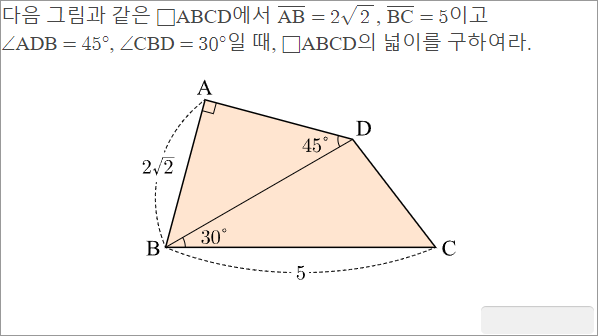 다음 그림과 같은 □ABCD에서 \overline{AB} = 2√2, \overline{BC} = 5이고
∠ADB = 45°, ∠CBD = 30°일 때, □ABCD의 넓이를 구하여라.
A
D
45°
2√2
30°
B
C
5